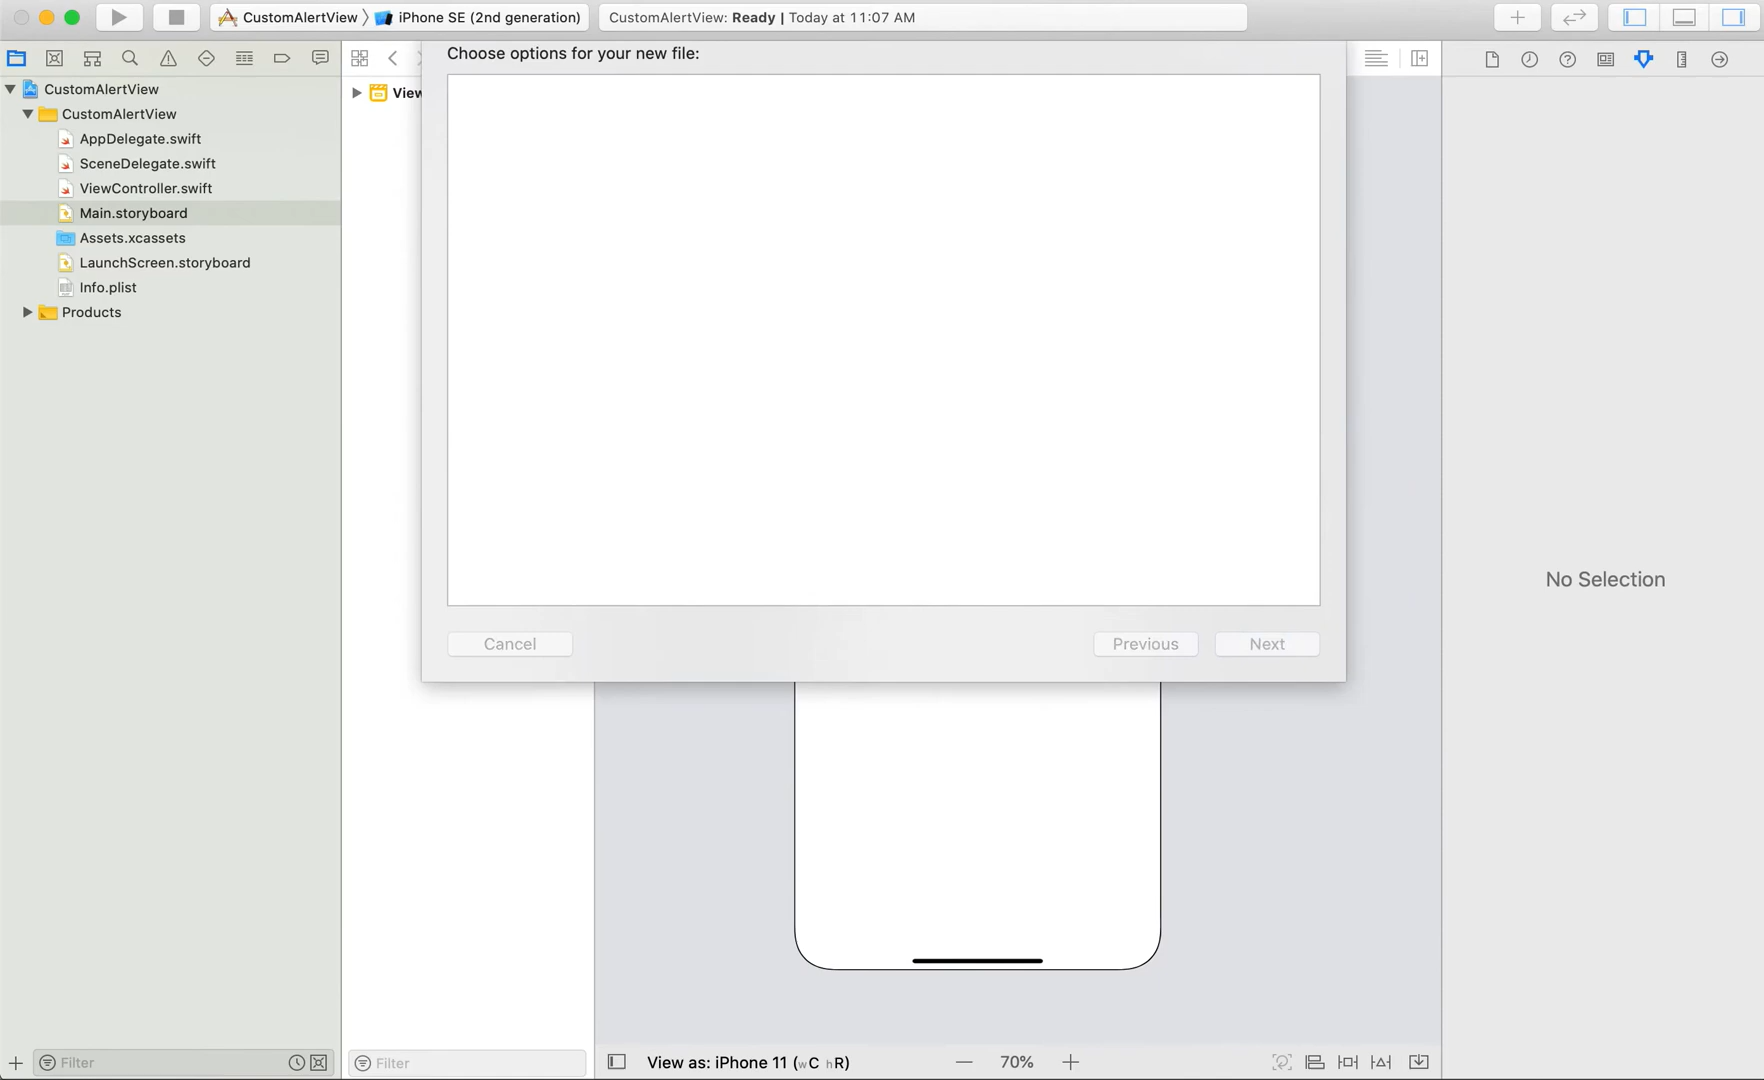 CustomAlertView
iPhone SE (2nd generation)
CustomAlertView: Ready | Today at 11:07 AM
Choose options for your new file:
CustomAlertView
CustomAlertView
AppDelegate.swift
SceneDelegate.swift
ViewController.swift
Main.storyboard
Assets.xcassets
LaunchScreen.storyboard
Info.plist
Products
View
No Selection
Cancel
Previous
Next
Filter
Filter
View as: iPhone 11 (wC hR)
70%